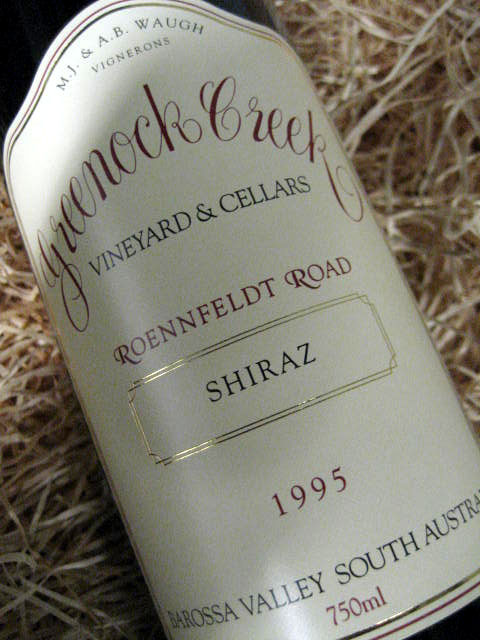 M.J. & A.B. WAUGH
VIGNERONS
Greenock Creek
VINEYARD & CELLARS
ROENNFELDT ROAD
SHIRAZ
1995
BAROSSA VALLEY SOUTH AUSTRA
750ml